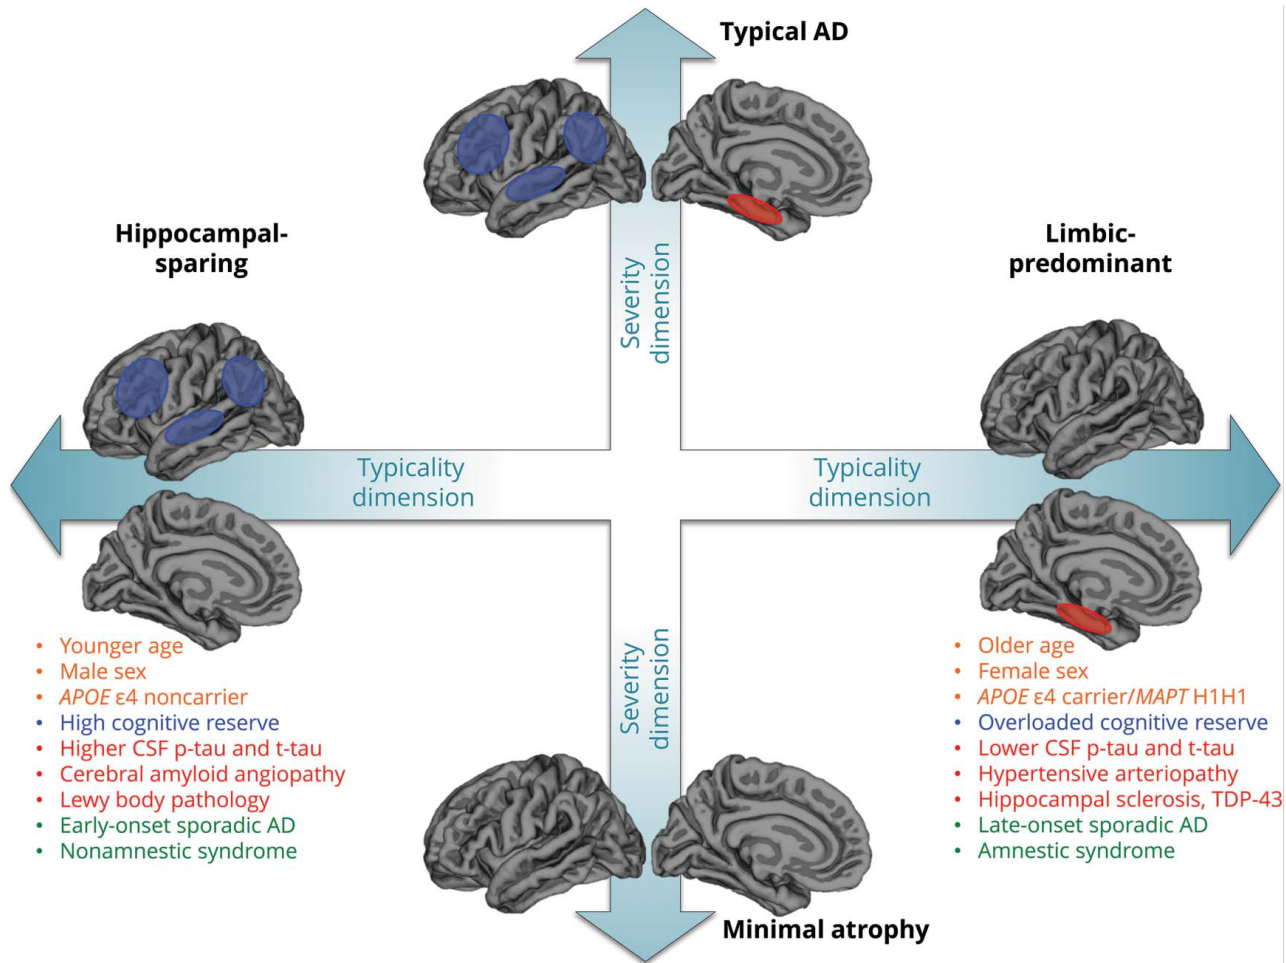 Typical AD
Hippocampal-
sparing
Limbic-
predominant
Severity
dimension
Typicality
dimension
Typicality
dimension
• Younger age
• Male sex
• APOE ε4 noncarrier
• High cognitive reserve
• Higher CSF p-tau and t-tau
• Cerebral amyloid angiopathy
• Lewy body pathology
• Early-onset sporadic AD
• Nonamnestic syndrome
Severity
dimension
• Older age
• Female sex
• APOE ε4 carrier/MAPT H1H1
• Overloaded cognitive reserve
• Lower CSF p-tau and t-tau
• Hypertensive arteriopathy
• Hippocampal sclerosis, TDP-43
• Late-onset sporadic AD
• Amnestic syndrome
Minimal atrophy